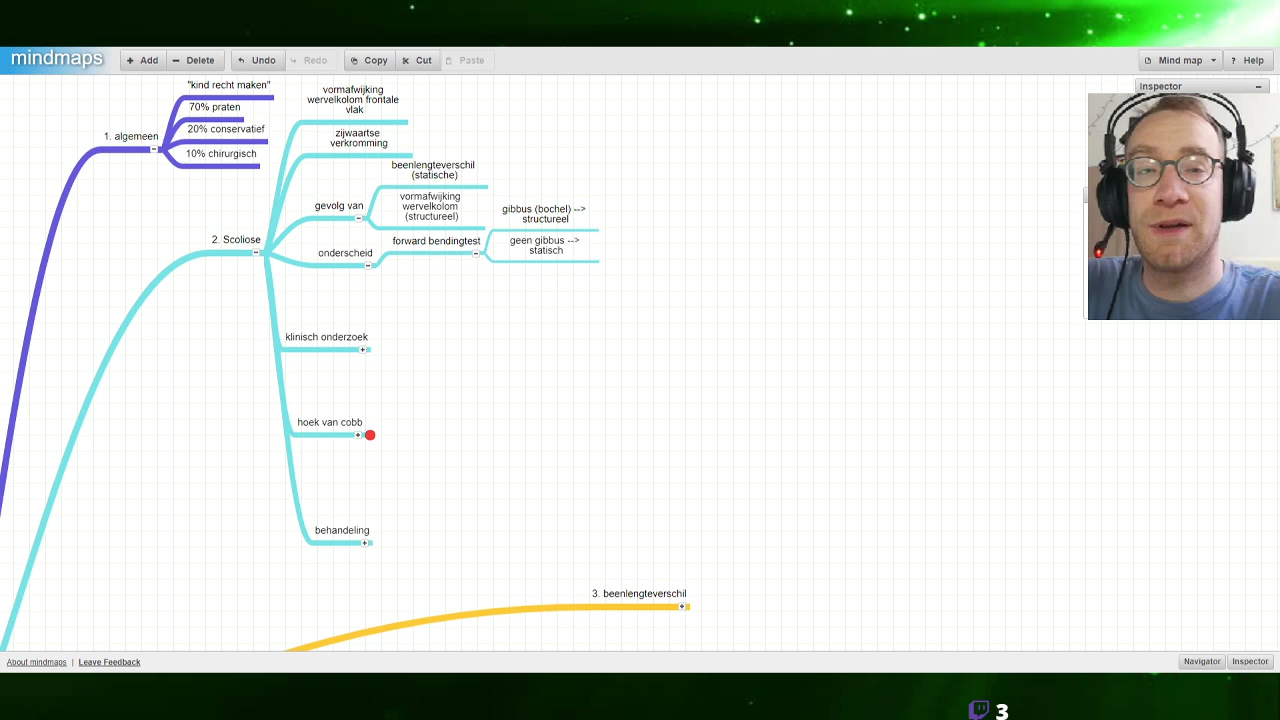 mindmaps
Add
Delete
Undo
Redo
Copy
Cut
Paste
Mind map
? Help
Inspector
"kind recht maken"
70% praten
1. algemeen
20% conservatief
10% chirurgisch
vormafwijking
wervelkolom frontale
vlak
zijwaartse
verkromming
beenlengteverschil
(statische)
gevolg van
vormafwijking
wervelkolom
(structureel)
2. Scoliose
onderscheid
forward bendingtest
gibbus (bochel) -->
structureel
geen gibbus -->
statisch
klinisch onderzoek
hoek van cobb
behandeling
3. beenlengteverschil
About mindmaps | Leave Feedback
Navigator
Inspector
3